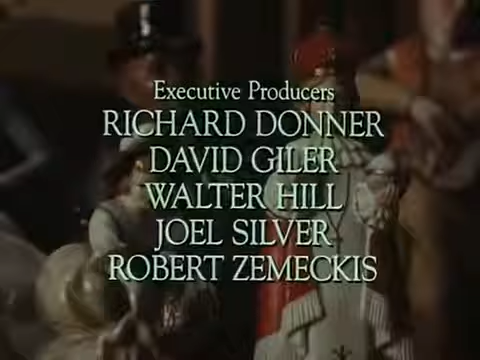 Executive Producers
RICHARD DONNER
DAVID GILER
WALTER HILL
JOEL SILVER
ROBERT ZEMECKIS